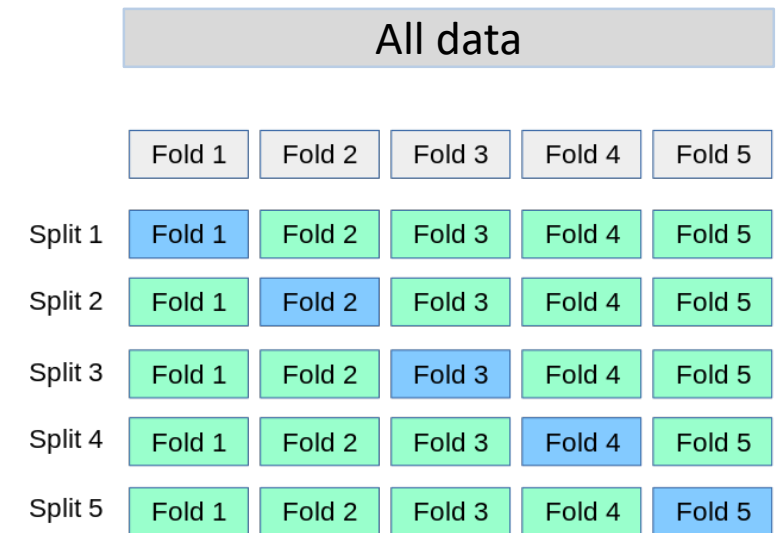 All data
Fold 1 Fold 2 Fold 3 Fold 4 Fold 5
Split 1 Fold 1 Fold 2 Fold 3 Fold 4 Fold 5
Split 2 Fold 1 Fold 2 Fold 3 Fold 4 Fold 5
Split 3 Fold 1 Fold 2 Fold 3 Fold 4 Fold 5
Split 4 Fold 1 Fold 2 Fold 3 Fold 4 Fold 5
Split 5 Fold 1 Fold 2 Fold 3 Fold 4 Fold 5